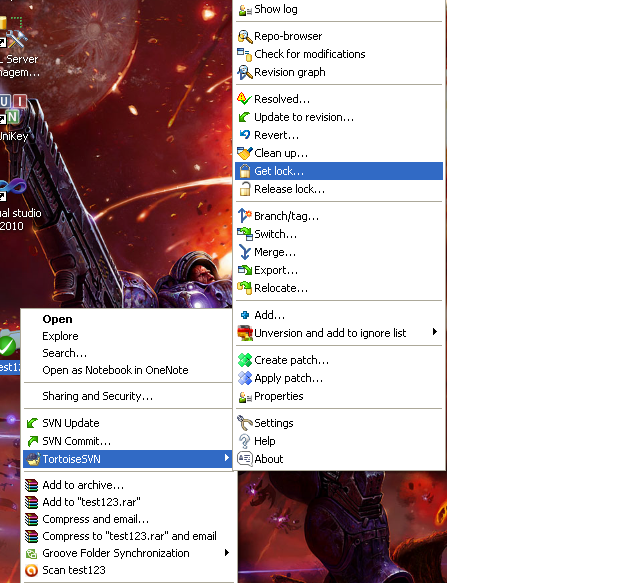 Show log
Repo-browser
Check for modifications
Revision graph
Resolved...
Update to revision...
Revert...
Clean up...
Get lock...
Release lock...
Branch/tag...
Switch...
Merge...
Export...
Relocate...
Add...
Unversion and add to ignore list
Create patch...
Apply patch...
Properties
Settings
Help
About
L Server
nagem...
U I
N
UniKey
ual studio
2010
test12
Open
Explore
Search...
Open as Notebook in OneNote
Sharing and Security...
SVN Update
SVN Commit...
TortoiseSVN
Add to archive...
Add to "test123.rar"
Compress and email...
Compress to "test123.rar" and email
Groove Folder Synchronization
Scan test123